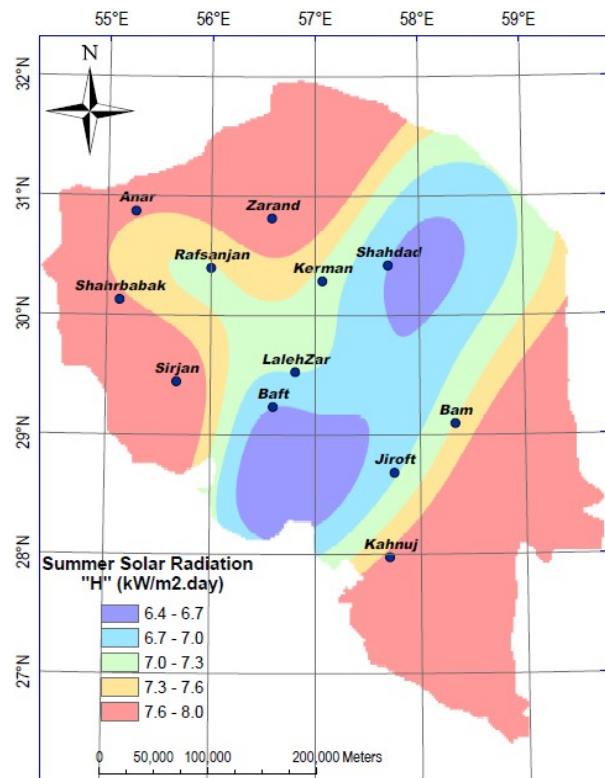 55°E 56°E 57°E 58°E 59°E
N
32°N
31°N
30°N
29°N
28°N
27°N
Anar
Zarand
Rafsanjan
Kerman
Shahdad
Shahrbabak
Sirjan
LalehZar
Baft
Bam
Jiroft
Kahnuj
Summer Solar Radiation
"H" (kW/m2.day)
6.4 - 6.7
6.7 - 7.0
7.0 - 7.3
7.3 - 7.6
7.6 - 8.0
0 50,000 100,000 200,000 Meters